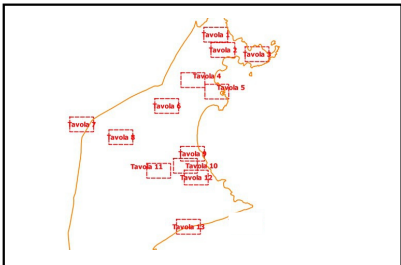 Tavola 1
Tavola 2
Tavola 3
Tavola 4
Tavola 5
Tavola 6
Tavola 7
Tavola 8
Tavola 9
Tavola 10
Tavola 11
Tavola 12
Tavola 13